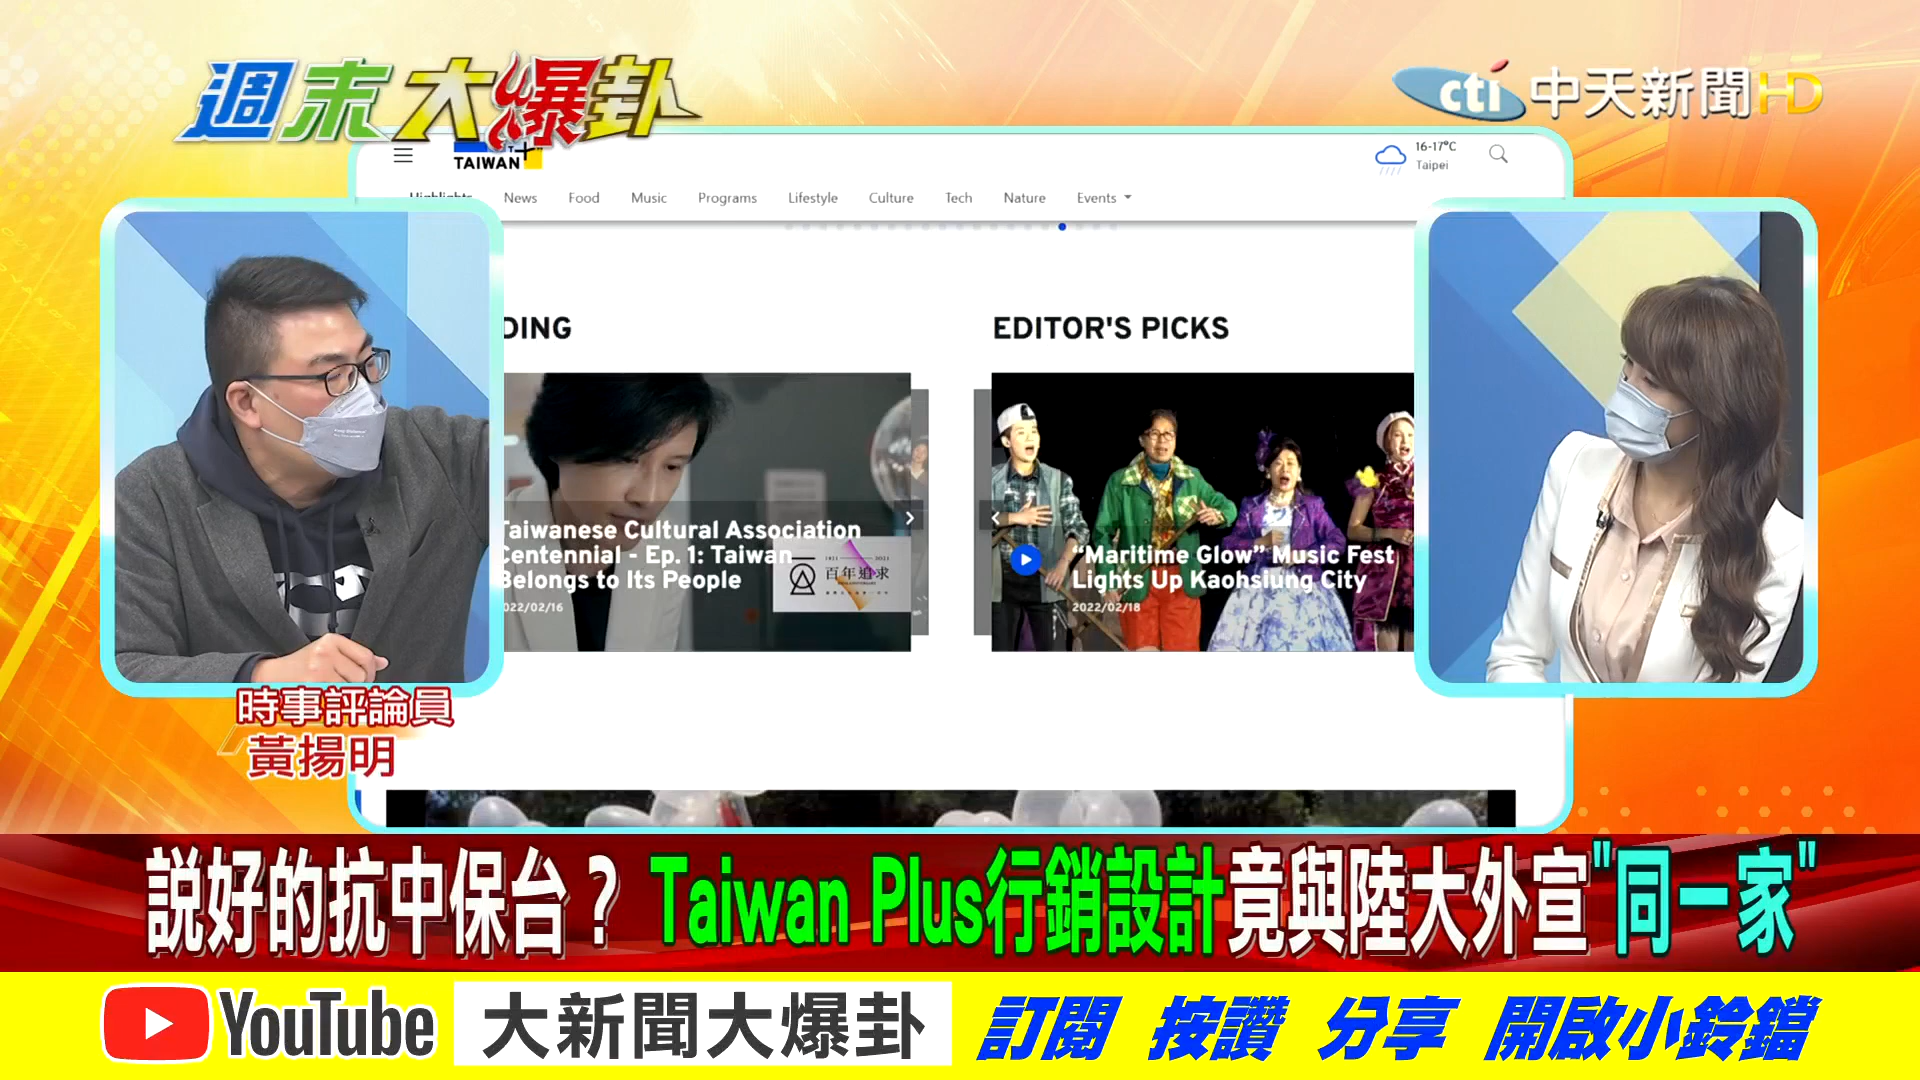 週末大爆卦
cti 中天新聞HD
TAIWAN+
16-17°C
Taipei
Highlights News Food Music Programs Lifestyle Culture Tech Nature Events
DING
EDITOR'S PICKS
Taiwanese Cultural Association
Centennial - Ep. 1: Taiwan
Belongs to Its People
022/02/16
1921 2021
百年追求
"Maritime Glow" Music Fest
Lights Up Kaohsiung City
2022/02/18
時事評論員
黃揚明
説好的抗中保台？Taiwan Plus行銷設計竟與陸大外宣"同一家"
YouTube 大新聞大爆卦 訂閱 按讚 分享 開啟小鈴鐺